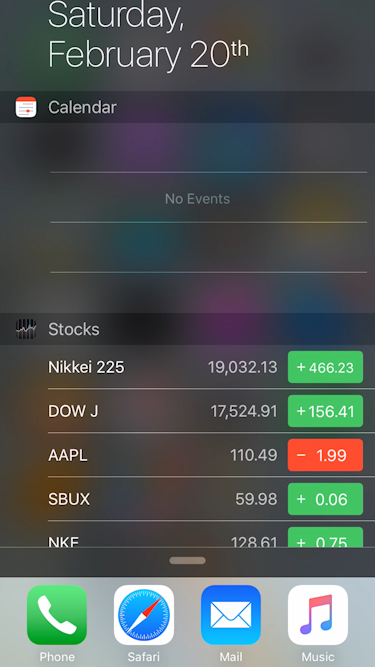 Saturday,
February 20th
Calendar
No Events
Stocks
Nikkei 225 19,032.13 +466.23
DOW J 17,524.91 +156.41
AAPL 110.49 − 1.99
SBUX 59.98 + 0.06
NKE 128.61 + 0.75
Phone Safari Mail Music